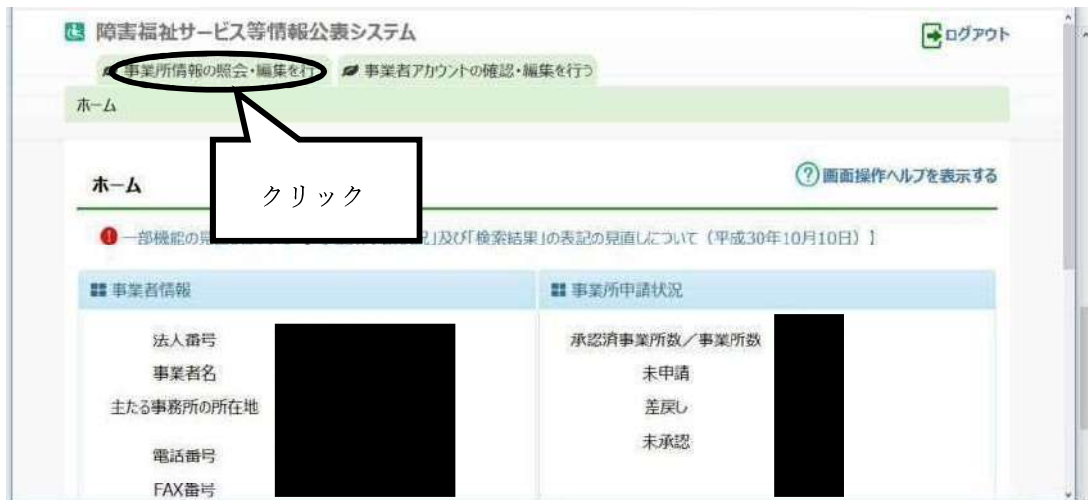 障害福祉サービス等情報公表システム
ログアウト
事業所情報の照会・編集を行
事業者アカウントの確認・編集を行う
ホーム
クリック
ホーム
画面操作ヘルプを表示する
一部機能の
及び「検索結果」の表記の見直しについて（平成30年10月10日）】
事業者情報
事業所申請状況
法人番号
事業者名
主たる事務所の所在地
電話番号
FAX番号
承認済事業所数／事業所数
未申請
差戻し
未承認